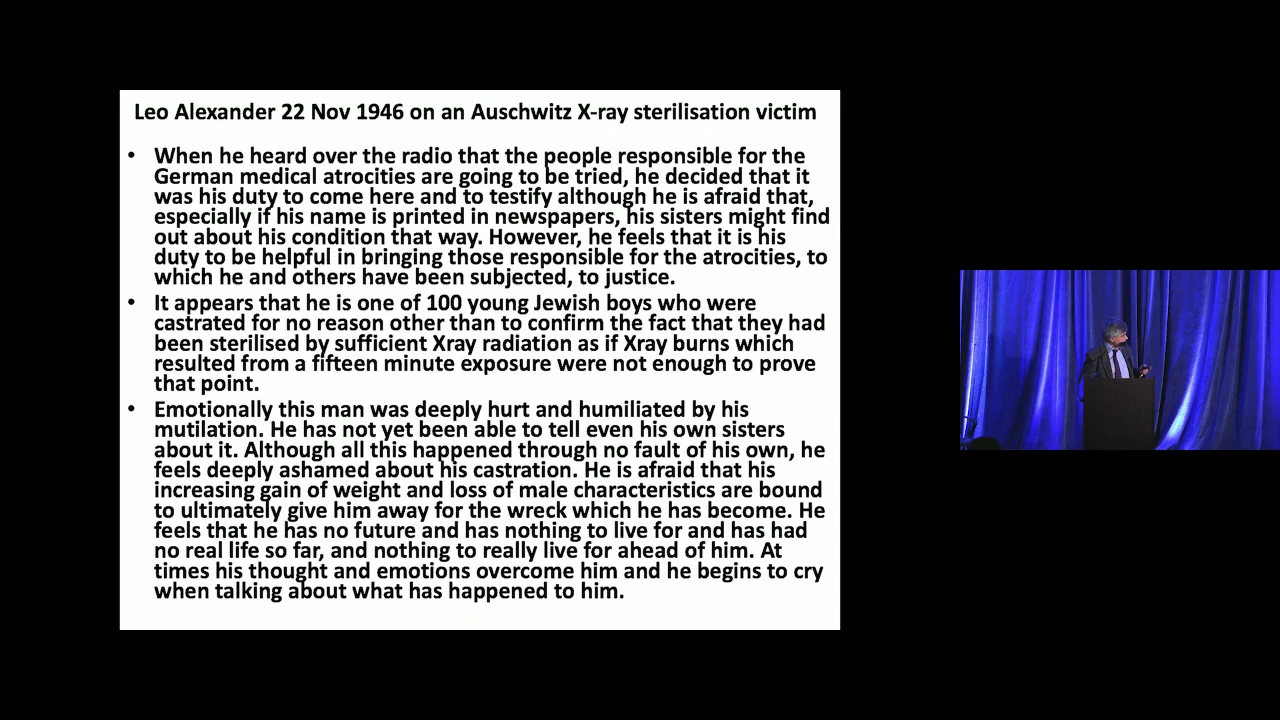 Leo Alexander 22 Nov 1946 on an Auschwitz X-ray sterilisation victim
• When he heard over the radio that the people responsible for the
German medical atrocities are going to be tried, he decided that it
was his duty to come here and to testify although he is afraid that,
especially if his name is printed in newspapers, his sisters might find
out about his condition that way. However, he feels that it is his
duty to be helpful in bringing those responsible for the atrocities, to
which he and others have been subjected, to justice.
• It appears that he is one of 100 young Jewish boys who were
castrated for no reason other than to confirm the fact that they had
been sterilised by sufficient Xray radiation as if Xray burns which
resulted from a fifteen minute exposure were not enough to prove
that point.
• Emotionally this man was deeply hurt and humiliated by his
mutilation. He has not yet been able to tell even his own sisters
about it. Although all this happened through no fault of his own, he
feels deeply ashamed about his castration. He is afraid that his
increasing gain of weight and loss of male characteristics are bound
to ultimately give him away for the wreck which he has become. He
feels that he has no future and has nothing to live for and has had
no real life so far, and nothing to really live for ahead of him. At
times his thought and emotions overcome him and he begins to cry
when talking about what has happened to him.